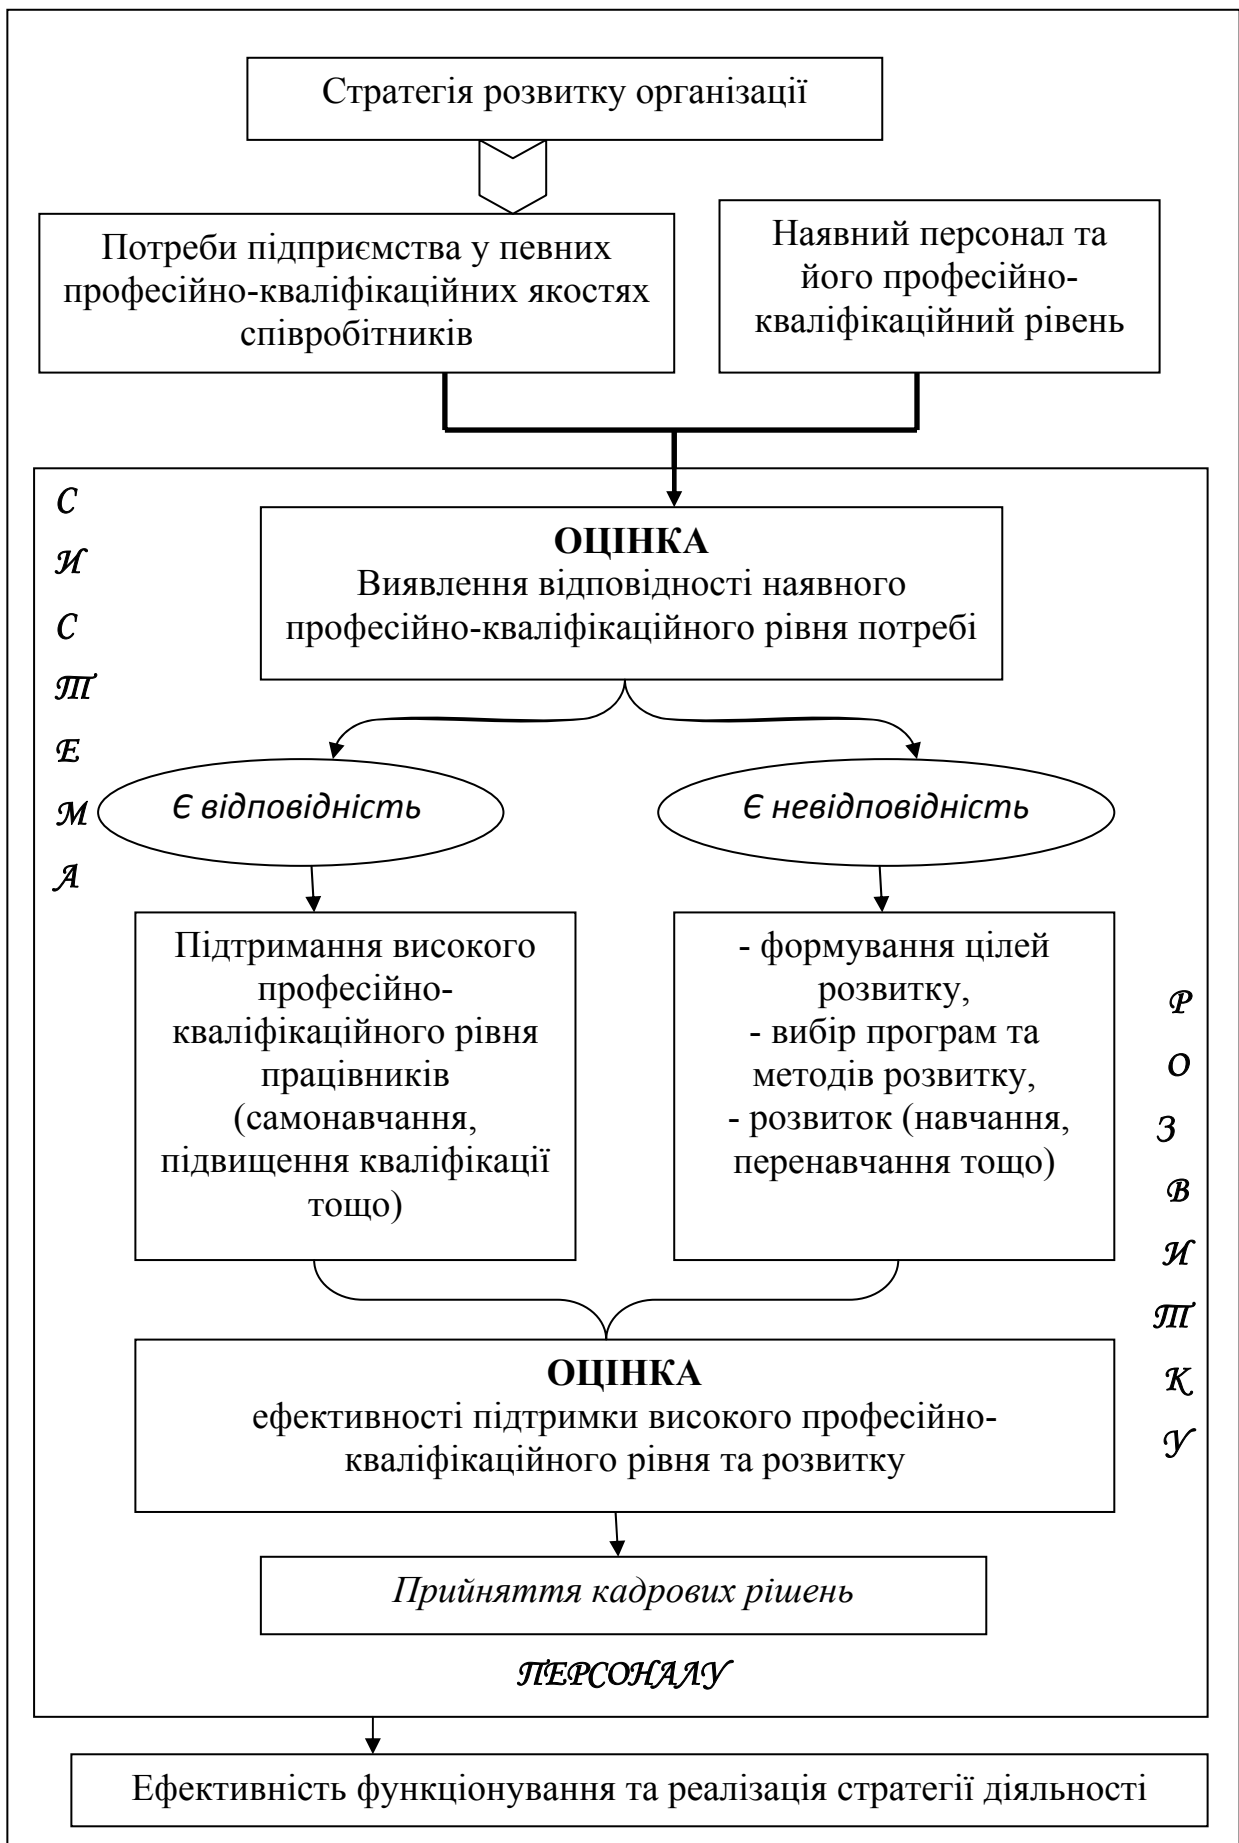 Стратегія розвитку організації
Потреби підприємства у певних
професійно-кваліфікаційних якостях
співробітників
Наявний персонал та
його професійно-
кваліфікаційний рівень
С
И
С
Т
Е
М
А
ОЦІНКА
Виявлення відповідності наявного
професійно-кваліфікаційного рівня потребі
Є відповідність
Є невідповідність
Підтримання високого
професійно-
кваліфікаційного рівня
працівників
(самонавчання,
підвищення кваліфікації
тощо)
- формування цілей
розвитку,
- вибір програм та
методів розвитку,
- розвиток (навчання,
перенавчання тощо)
Р
О
З
В
И
Т
К
У
ОЦІНКА
ефективності підтримки високого професійно-
кваліфікаційного рівня та розвитку
Прийняття кадрових рішень
ПЕРСОНАЛУ
Ефективність функціонування та реалізація стратегії діяльності